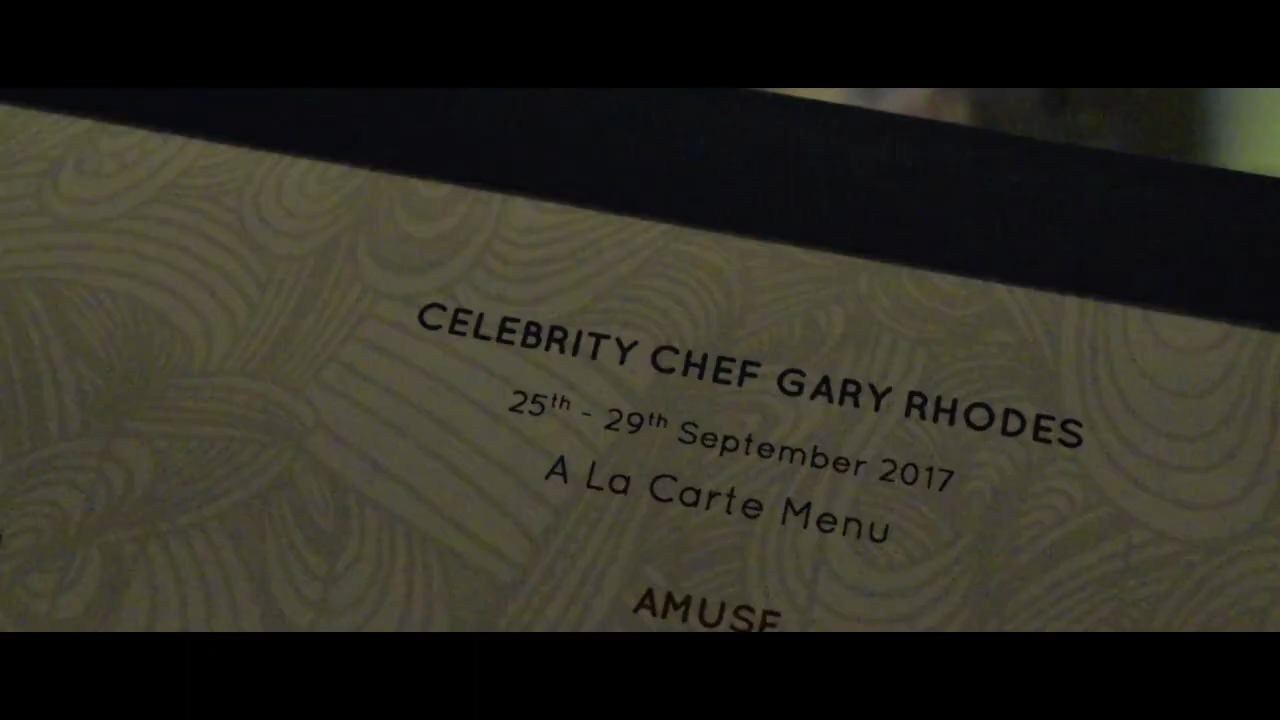 CELEBRITY CHEF GARY RHODES
25th - 29th September 2017
A La Carte Menu
AMUSE